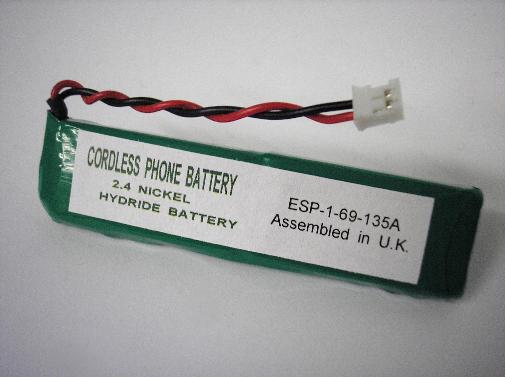 CORDLESS PHONE BATTERY
2.4 NICKEL
HYDRIDE BATTERY
ESP-1-69-135A
Assembled in U.K.